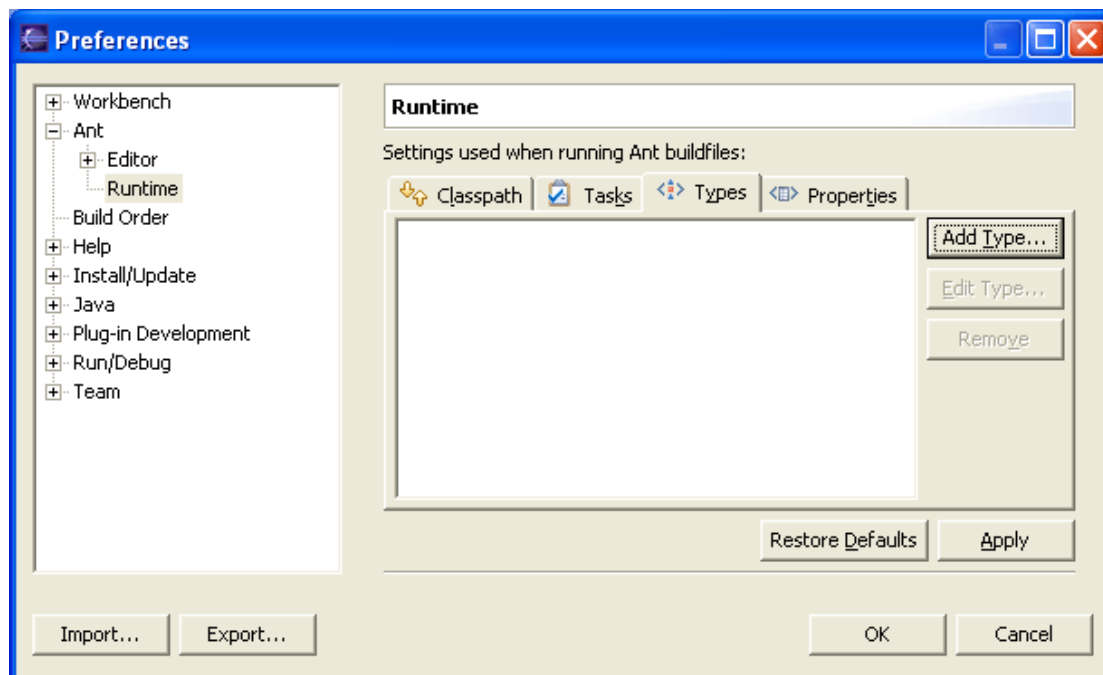 Preferences
Workbench
Ant
Editor
Runtime
Build Order
Help
Install/Update
Java
Plug-in Development
Run/Debug
Team
Runtime
Settings used when running Ant buildfiles:
Classpath Tasks Types Properties
Add Type...
Edit Type...
Remove
Restore Defaults Apply
Import... Export... OK Cancel